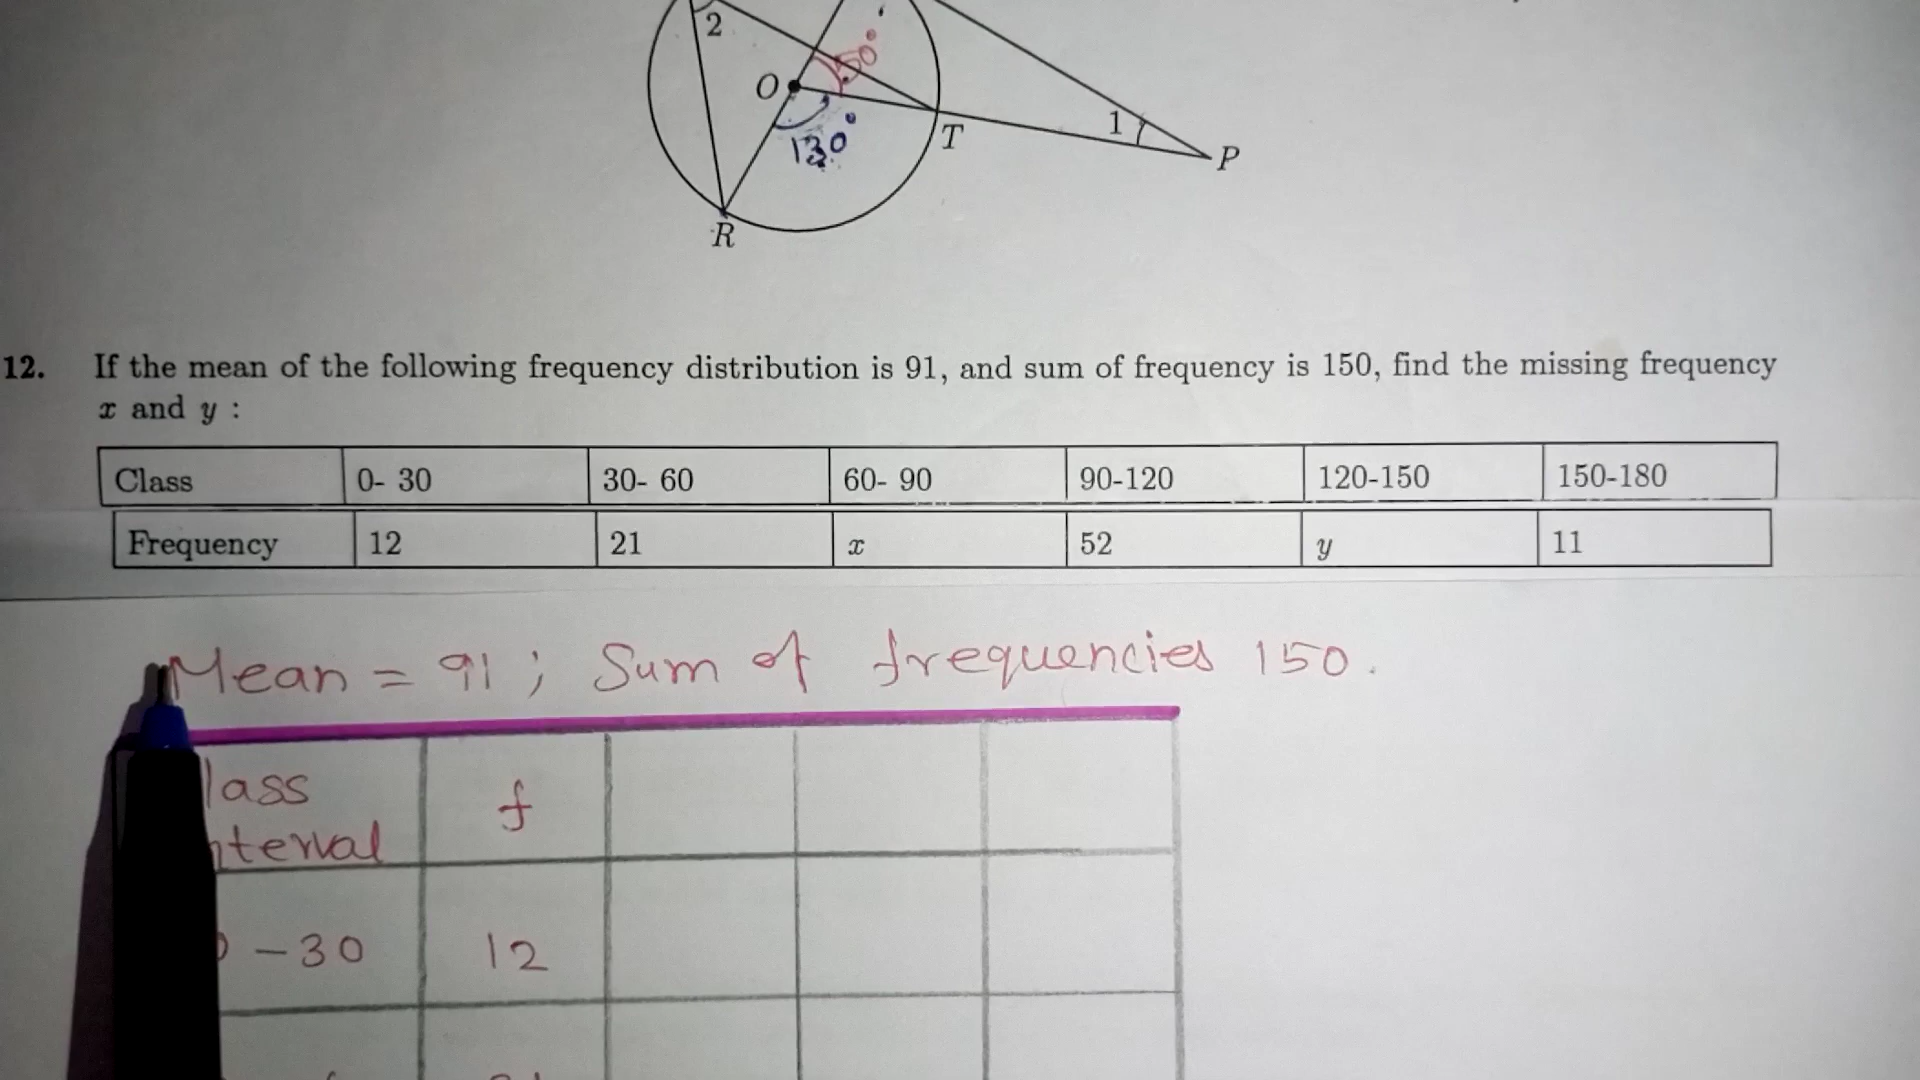 2
50°
O
130°
T
1
P
R
12. If the mean of the following frequency distribution is 91, and sum of frequency is 150, find the missing frequency
x and y :
Class 0- 30 30- 60 60- 90 90-120 120-150 150-180
Frequency 12 21 x 52 y 11
Mean = 91 ; Sum of frequencies 150.
lass f
nterval
-30 12